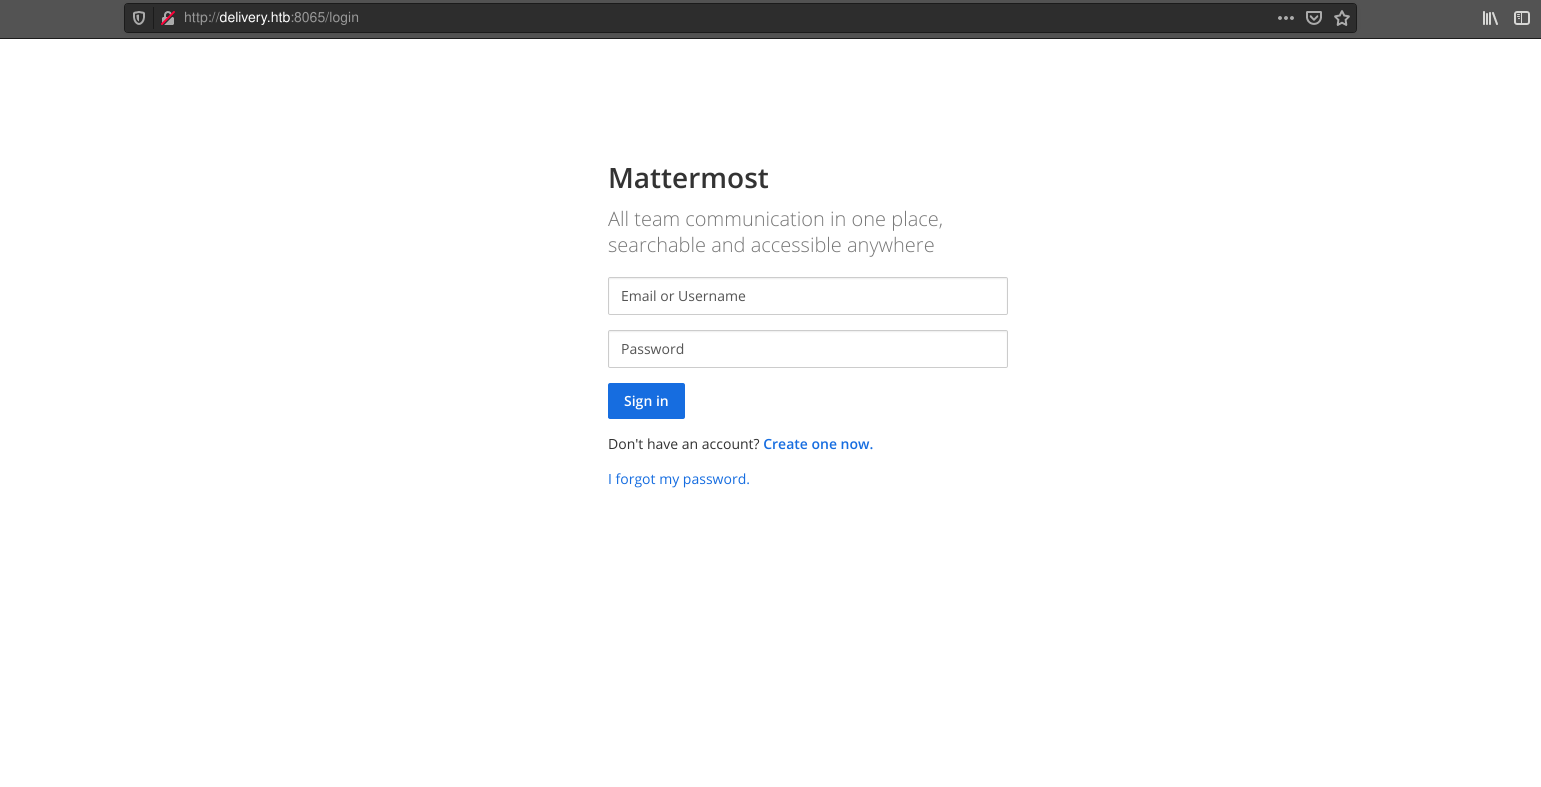 http://delivery.htb:8065/login
Mattermost
All team communication in one place,
searchable and accessible anywhere
Email or Username
Password
Sign in
Don't have an account? Create one now.
I forgot my password.